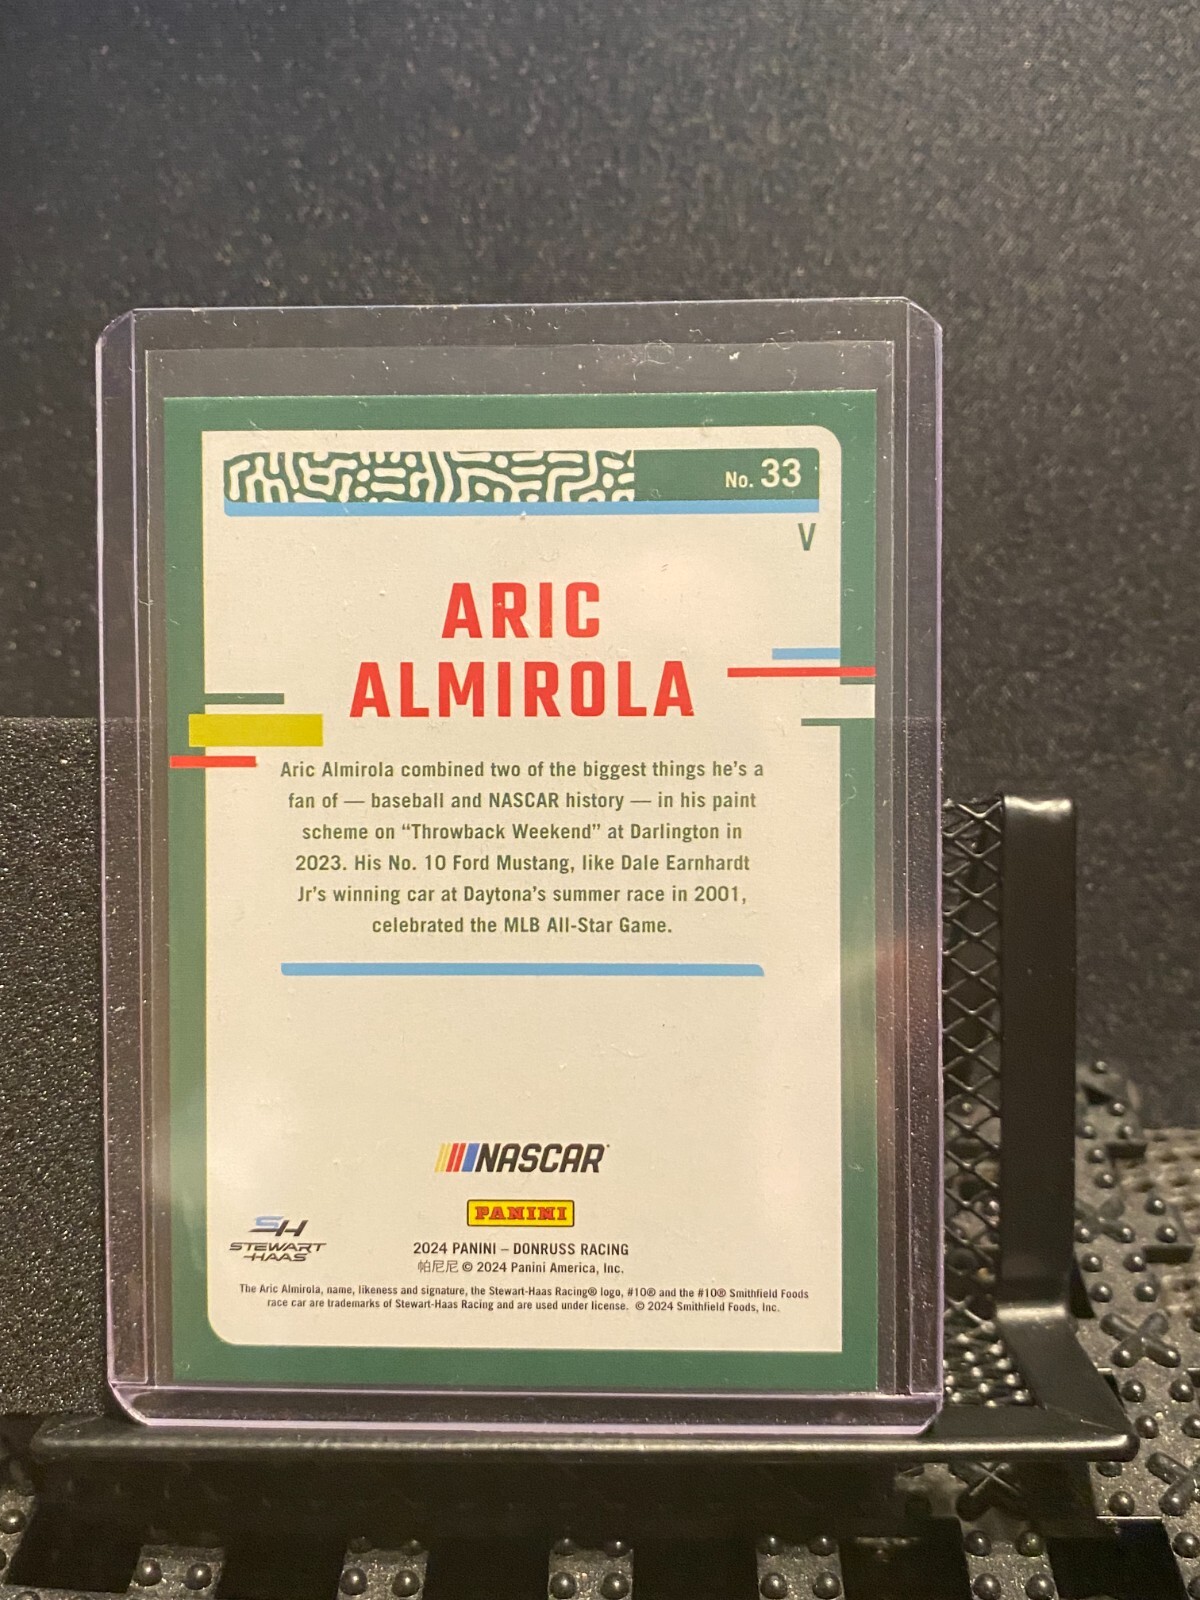 No. 33
V
ARIC
ALMIROLA
Aric Almirola combined two of the biggest things he's a
fan of — baseball and NASCAR history — in his paint
scheme on “Throwback Weekend” at Darlington in
2023. His No. 10 Ford Mustang, like Dale Earnhardt
Jr's winning car at Daytona's summer race in 2001,
celebrated the MLB All-Star Game.
NASCAR
PANINI
SH
STEWART
-HAAS
2024 PANINI – DONRUSS RACING
帕尼尼 © 2024 Panini America, Inc.
The Aric Almirola, name, likeness and signature, the Stewart-Haas Racing® logo, #10® and the #10® Smithfield Foods
race car are trademarks of Stewart-Haas Racing and are used under license. © 2024 Smithfield Foods, Inc.